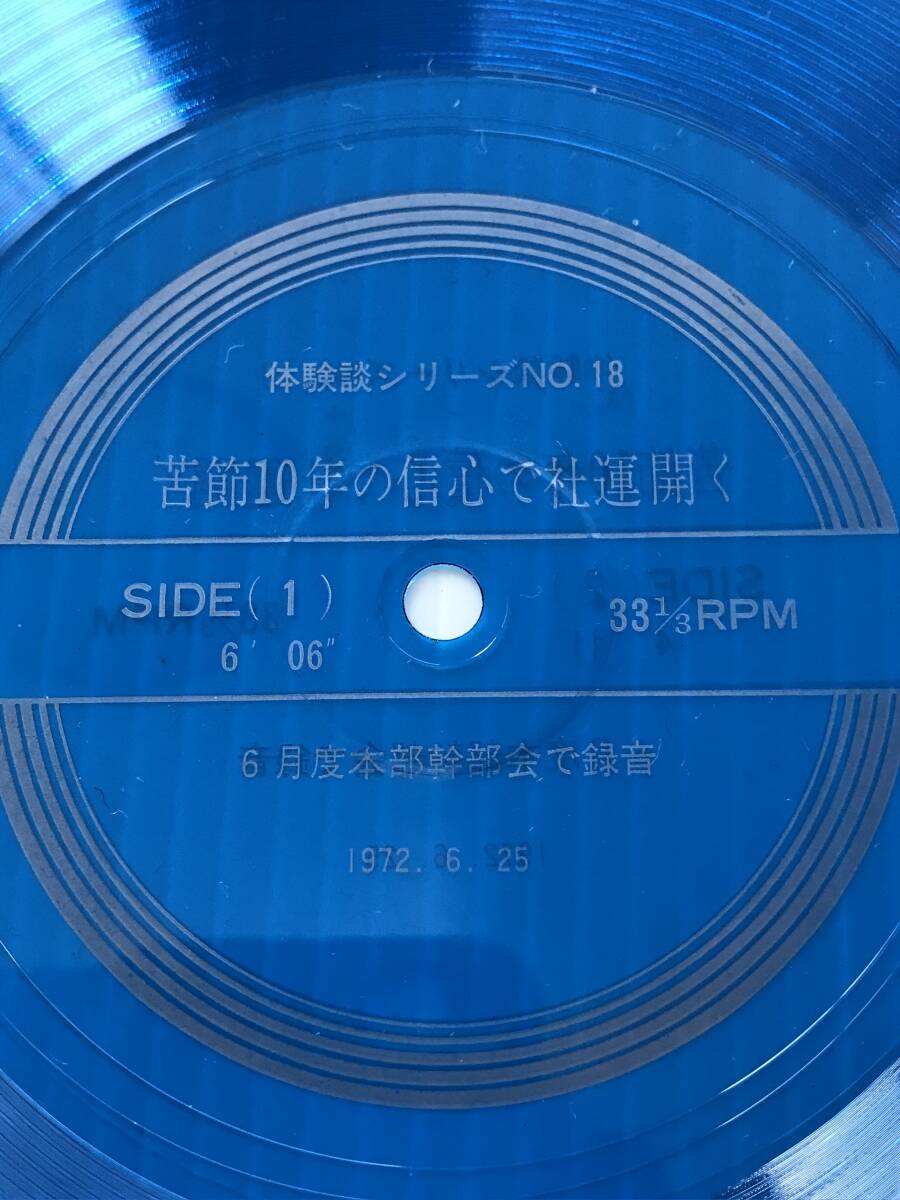 体験談シリーズNO.18
苦節10年の信心で社運開く
SIDE(1) 33⅓RPM
6' 06"
6月度本部幹部会で録音
1972.6.25